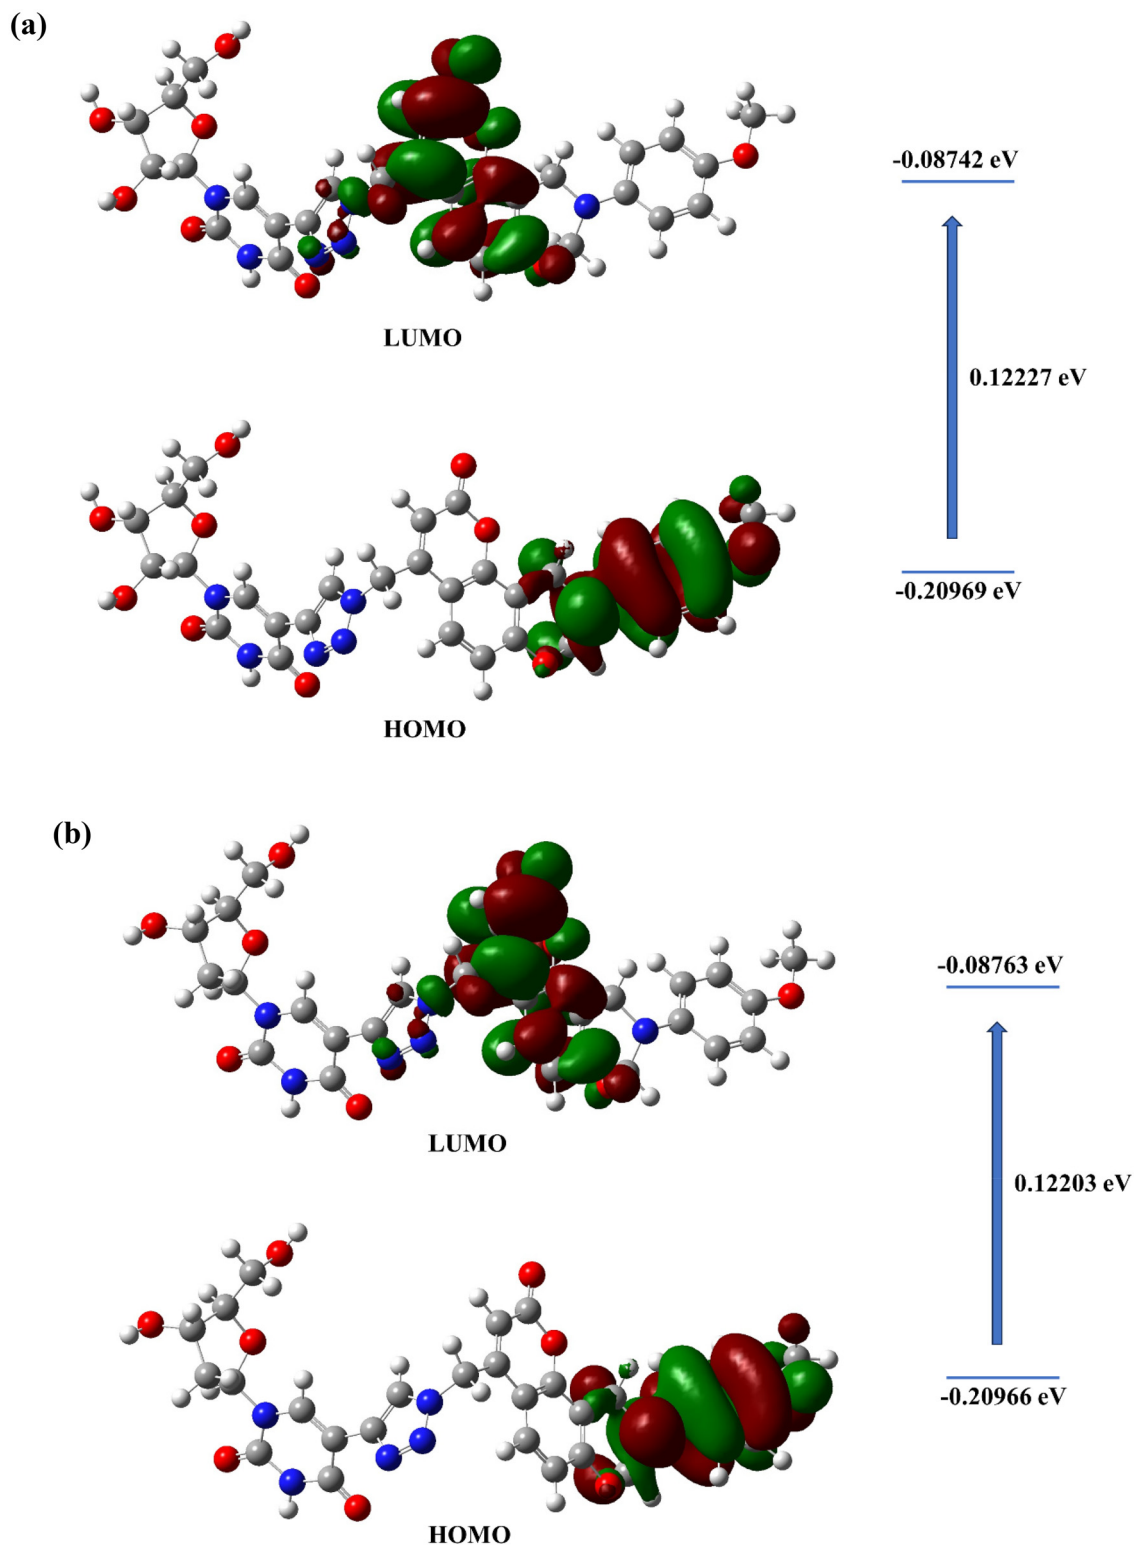 (a)
-0.08742 eV
LUMO
0.12227 eV
-0.20969 eV
HOMO
(b)
-0.08763 eV
LUMO
0.12203 eV
-0.20966 eV
HOMO